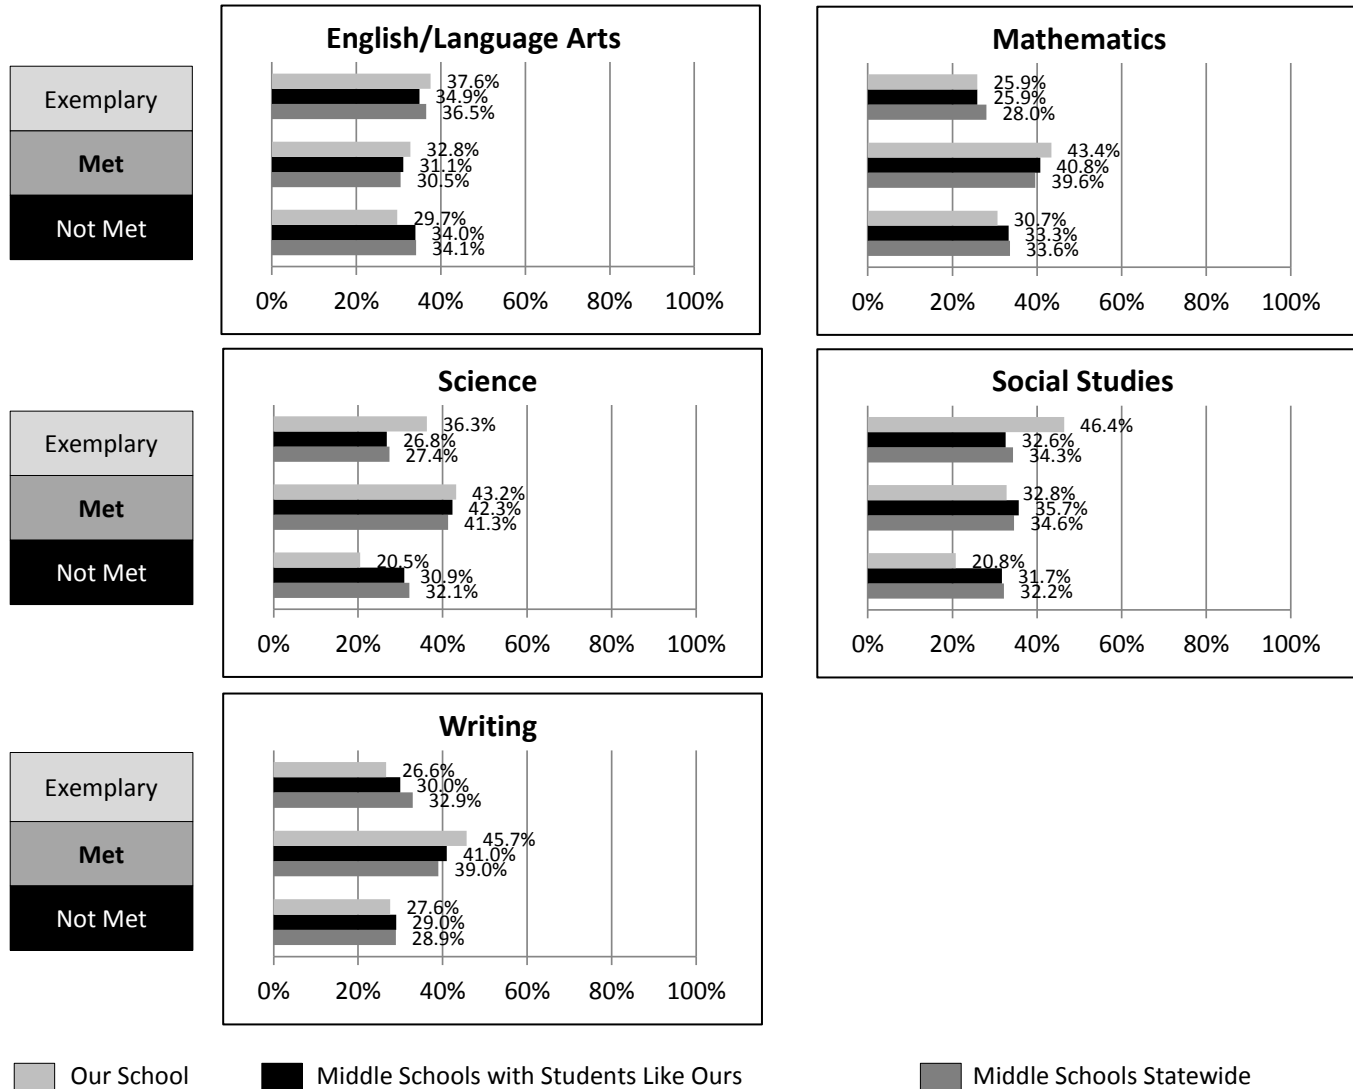 English/Language Arts
Exemplary
Met
Not Met
37.6%
34.9%
36.5%
32.8%
31.1%
30.5%
29.7%
34.0%
34.1%
0% 20% 40% 60% 80% 100%
Mathematics
25.9%
25.9%
28.0%
43.4%
40.8%
39.6%
30.7%
33.3%
33.6%
0% 20% 40% 60% 80% 100%
Science
Exemplary
Met
Not Met
36.3%
26.8%
27.4%
43.2%
42.3%
41.3%
20.5%
30.9%
32.1%
0% 20% 40% 60% 80% 100%
Social Studies
46.4%
32.6%
34.3%
32.8%
35.7%
34.6%
20.8%
31.7%
32.2%
0% 20% 40% 60% 80% 100%
Writing
Exemplary
Met
Not Met
26.6%
30.0%
32.9%
45.7%
41.0%
39.0%
27.6%
29.0%
28.9%
0% 20% 40% 60% 80% 100%
Our School
Middle Schools with Students Like Ours
Middle Schools Statewide